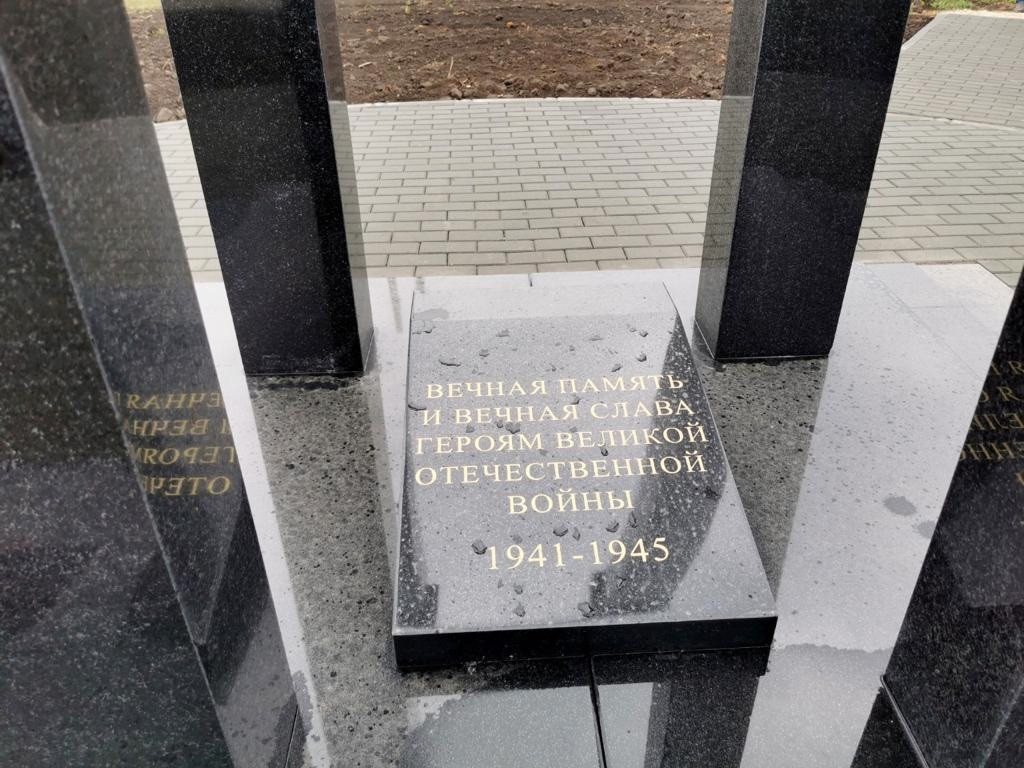 ВЕЧНАЯ ПАМЯТЬ
И ВЕЧНАЯ СЛАВА
ГЕРОЯМ ВЕЛИКОЙ
ОТЕЧЕСТВЕННОЙ
ВОЙНЫ
1941-1945